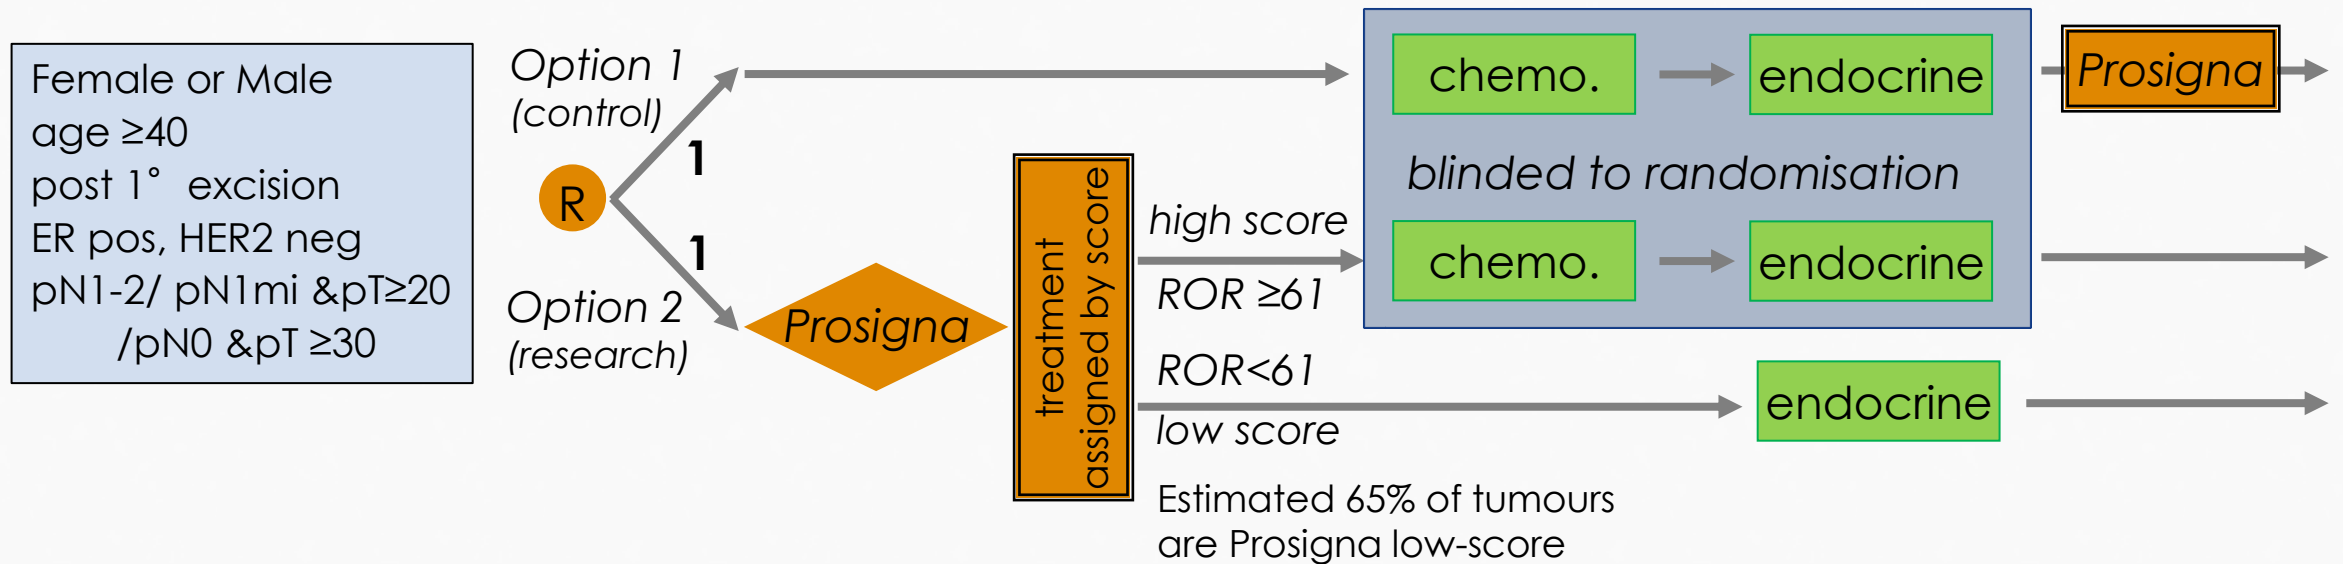 Female or Male
age ≥40
post 1° excision
ER pos, HER2 neg
pN1-2/ pN1mi &pT≥20
/pN0 &pT ≥30
Option 1
(control)
R
1
1
Option 2
(research)
Prosigna
treatment
assigned by score
high score
ROR ≥61
ROR<61
low score
Estimated 65% of tumours
are Prosigna low-score
chemo.
endocrine
blinded to randomisation
chemo.
endocrine
endocrine
Prosigna